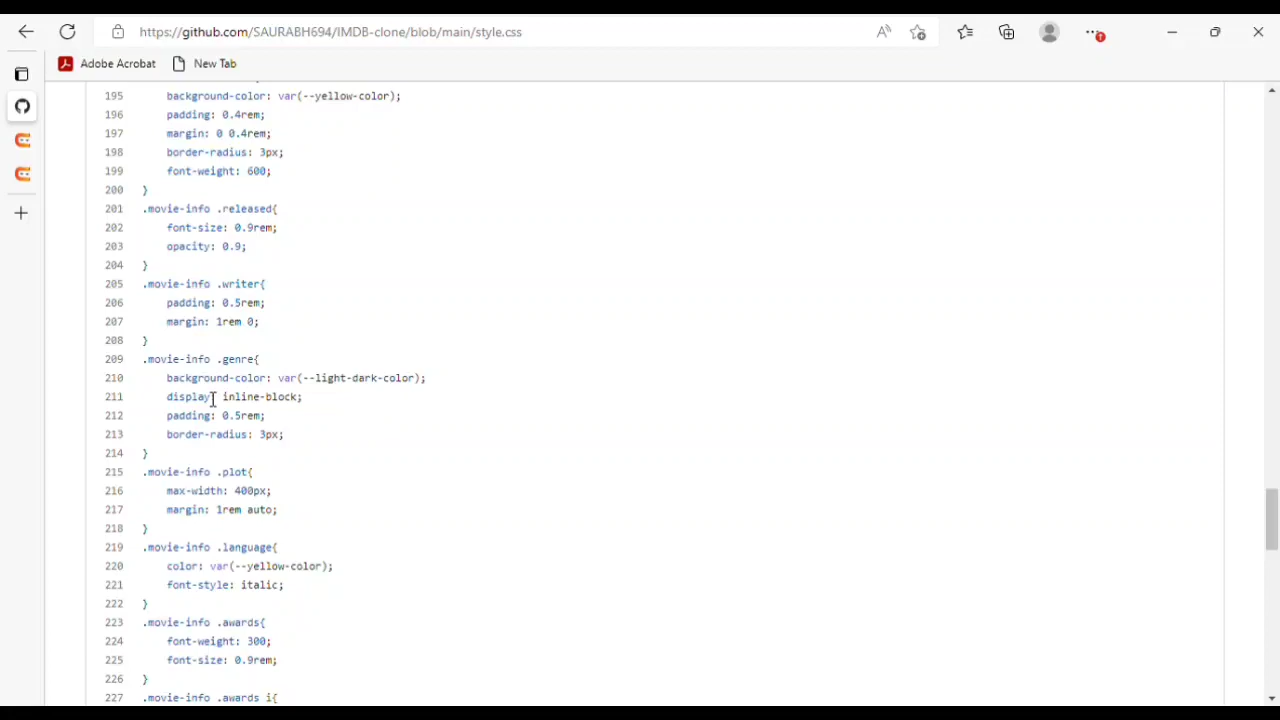 https://github.com/SAURABH694/IMDB-clone/blob/main/style.css
Adobe Acrobat New Tab
195 background-color: var(--yellow-color);
196 padding: 0.4rem;
197 margin: 0 0.4rem;
198 border-radius: 3px;
199 font-weight: 600;
200 }
201 .movie-info .released{
202 font-size: 0.9rem;
203 opacity: 0.9;
204 }
205 .movie-info .writer{
206 padding: 0.5rem;
207 margin: 1rem 0;
208 }
209 .movie-info .genre{
210 background-color: var(--light-dark-color);
211 display: inline-block;
212 padding: 0.5rem;
213 border-radius: 3px;
214 }
215 .movie-info .plot{
216 max-width: 400px;
217 margin: 1rem auto;
218 }
219 .movie-info .language{
220 color: var(--yellow-color);
221 font-style: italic;
222 }
223 .movie-info .awards{
224 font-weight: 300;
225 font-size: 0.9rem;
226 }
227 .movie-info .awards i{